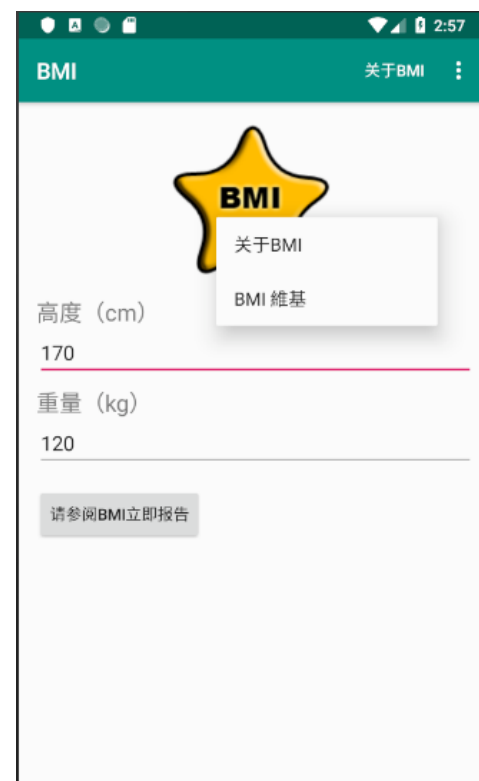 2:57
BMI
关于BMI
BMI
关于BMI
BMI 維基
高度（cm）
170
重量（kg）
120
请参阅BMI立即报告